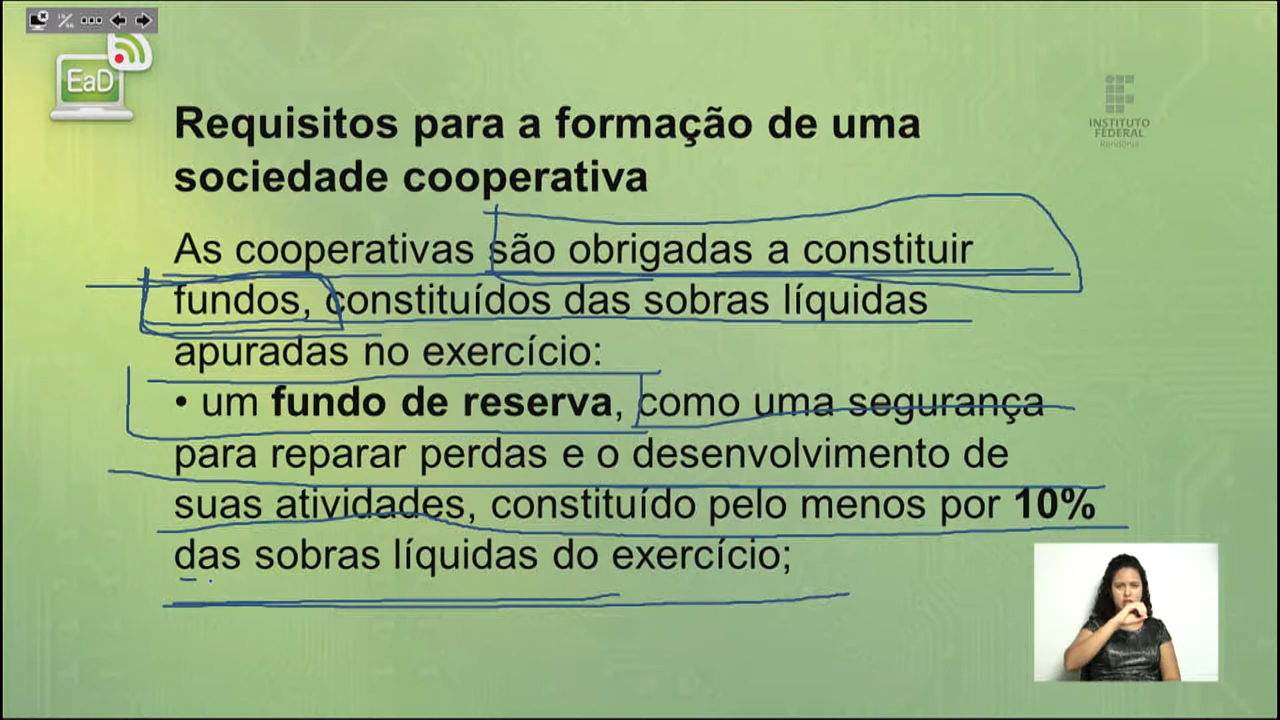 EaD
INSTITUTO
FEDERAL
Rondônia
Requisitos para a formação de uma
sociedade cooperativa
As cooperativas são obrigadas a constituir
fundos, constituídos das sobras líquidas
apuradas no exercício:
• um fundo de reserva, como uma segurança
para reparar perdas e o desenvolvimento de
suas atividades, constituído pelo menos por 10%
das sobras líquidas do exercício;